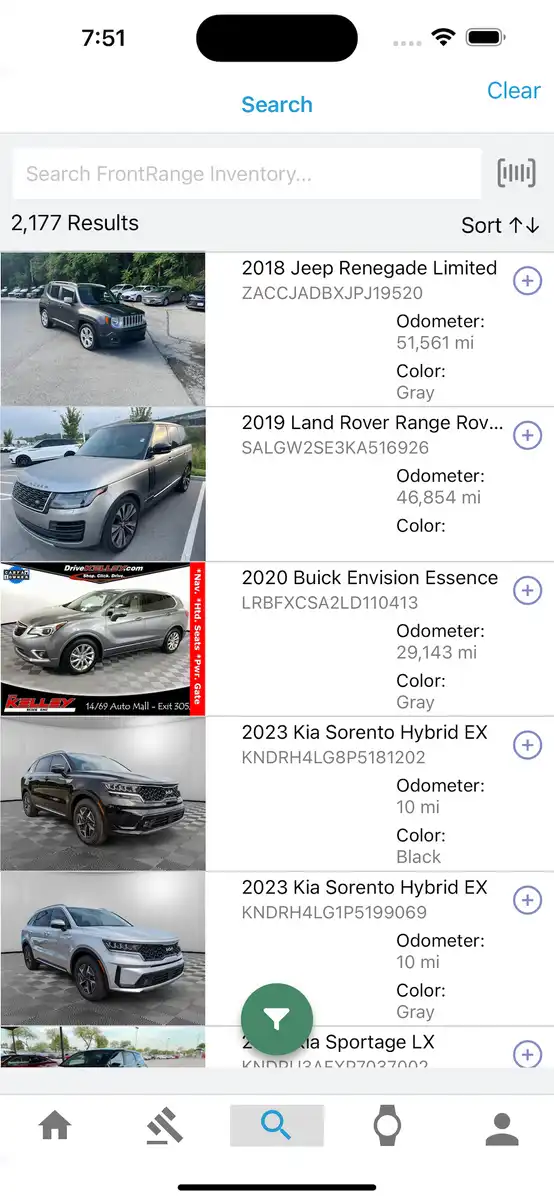 7:51
Search
Clear
Search FrontRange Inventory...
2,177 Results
Sort ↑↓
2018 Jeep Renegade Limited
ZACCJADBXJPJ19520
Odometer:
51,561 mi
Color:
Gray
2019 Land Rover Range Rov...
SALGW2SE3KA516926
Odometer:
46,854 mi
Color:
DriveKELLEY.com
Shop. Click. Drive.
*Nav. *Htd. Seats *Pwr. Gate
KELLEY
14/69 Auto Mall - Exit 305
2020 Buick Envision Essence
LRBFXCSA2LD110413
Odometer:
29,143 mi
Color:
Gray
2023 Kia Sorento Hybrid EX
KNDRH4LG8P5181202
Odometer:
10 mi
Color:
Black
2023 Kia Sorento Hybrid EX
KNDRH4LG1P5199069
Odometer:
10 mi
Color:
Gray
Sportage LX